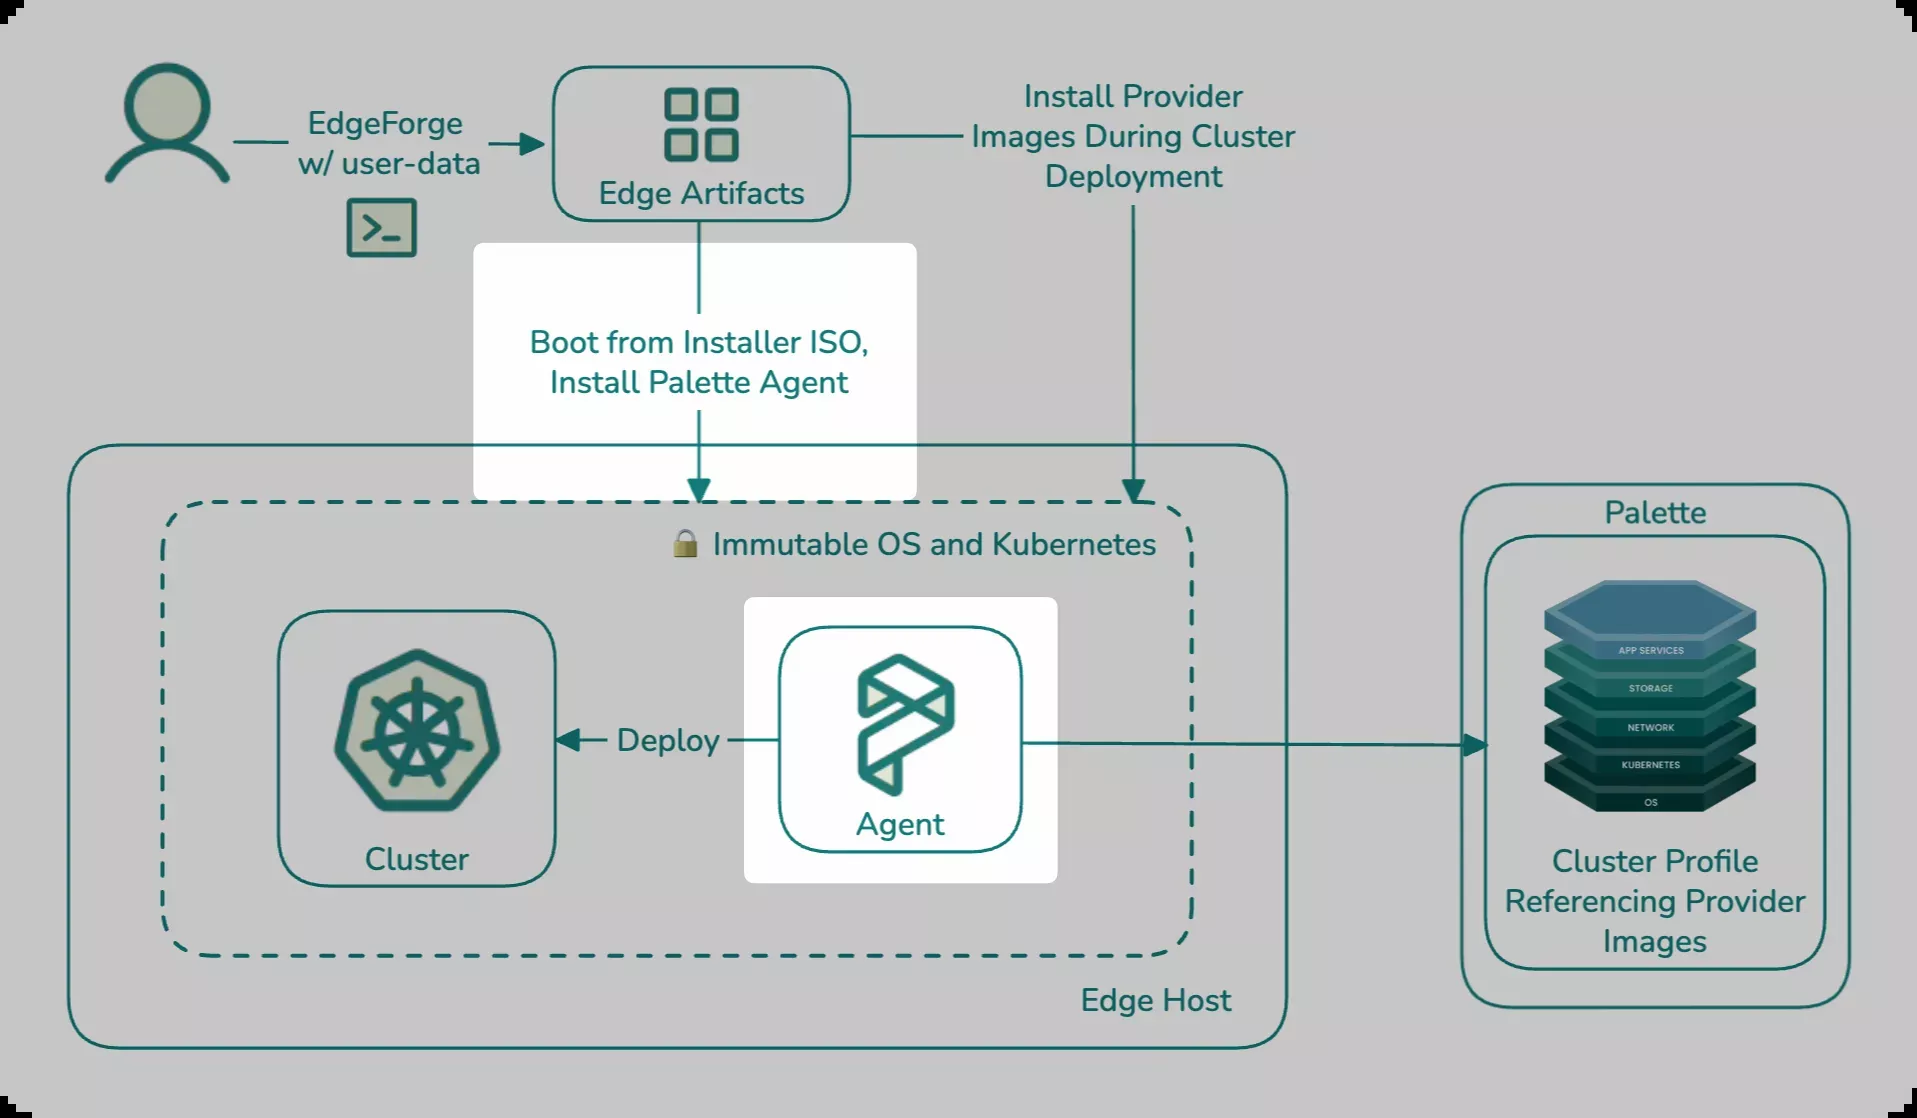 EdgeForge
w/ user-data
>_
Edge Artifacts
Install Provider
Images During Cluster
Deployment
Boot from Installer ISO,
Install Palette Agent
Immutable OS and Kubernetes
Cluster
Deploy
Agent
Edge Host
Palette
APP SERVICES
STORAGE
NETWORK
KUBERNETES
OS
Cluster Profile
Referencing Provider
Images